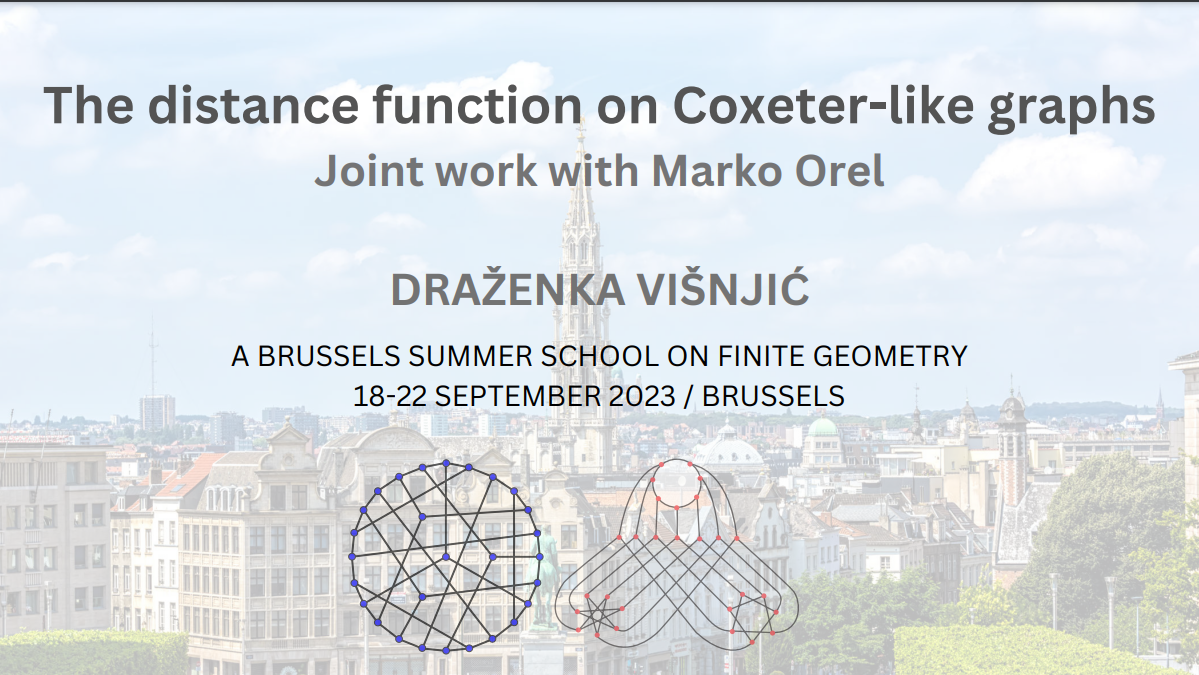 The distance function on Coxeter-like graphs
Joint work with Marko Orel
DRAŽENKA VIŠNJIĆ
A BRUSSELS SUMMER SCHOOL ON FINITE GEOMETRY
18-22 SEPTEMBER 2023 / BRUSSELS